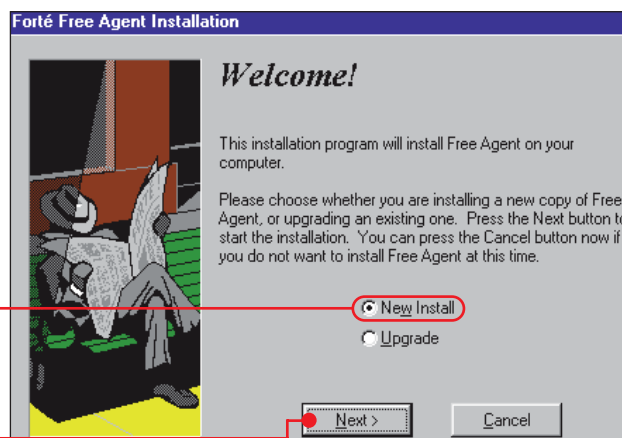 Forté Free Agent Installation
Welcome!
This installation program will install Free Agent on your
computer.
Please choose whether you are installing a new copy of Free
Agent, or upgrading an existing one. Press the Next button to
start the installation. You can press the Cancel button now if
you do not want to install Free Agent at this time.
New Install
Upgrade
Next >
Cancel